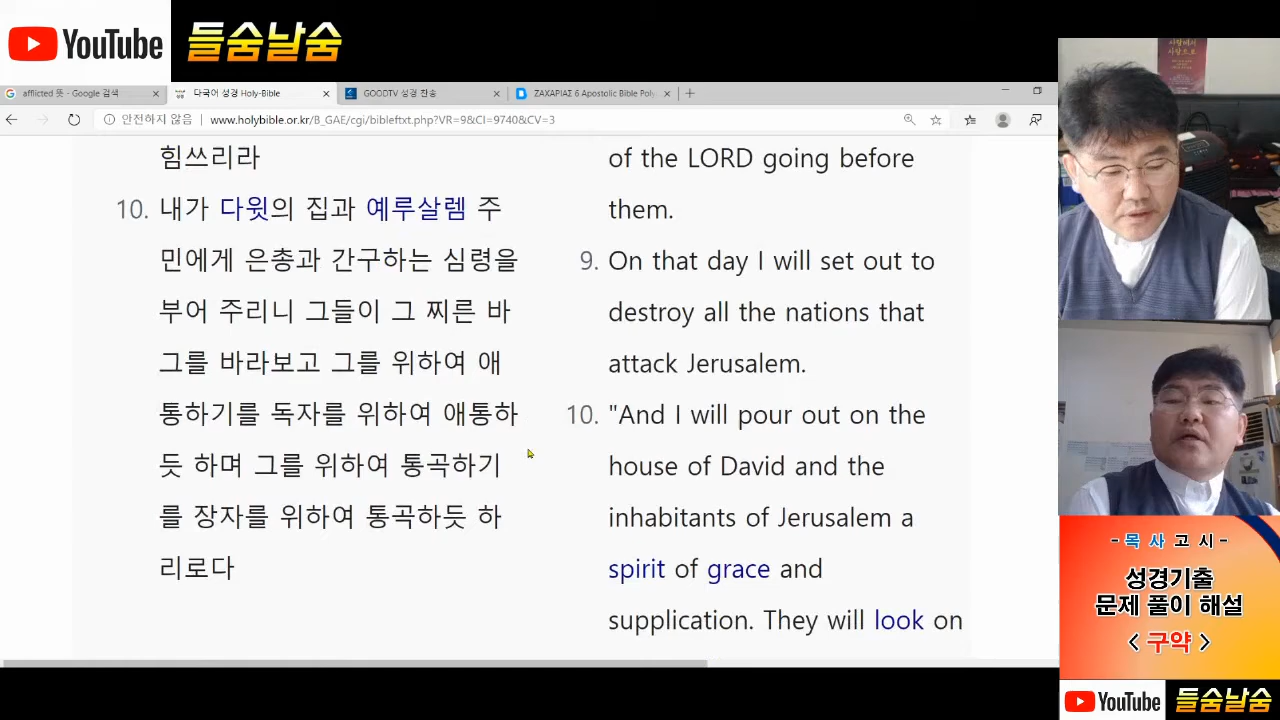 YouTube 들숨날숨
afflicted 뜻 - Google 검색
다국어 성경 Holy-Bible
GOODTV 성경 찬송
ΖΑΧΑΡΙΑΣ 6 Apostolic Bible Poly
안전하지 않음 | www.holybible.or.kr/B_GAE/cgi/bibleftxt.php?VR=9&CI=9740&CV=3
힘쓰리라
10. 내가 다윗의 집과 예루살렘 주
민에게 은총과 간구하는 심령을
부어 주리니 그들이 그 찌른 바
그를 바라보고 그를 위하여 애
통하기를 독자를 위하여 애통하
듯 하며 그를 위하여 통곡하기
를 장자를 위하여 통곡하듯 하
리로다
of the LORD going before
them.
9. On that day I will set out to
destroy all the nations that
attack Jerusalem.
10. "And I will pour out on the
house of David and the
inhabitants of Jerusalem a
spirit of grace and
supplication. They will look on
사랑에서
사랑으로
- 목 사 고 시 -
성경기출
문제 풀이 해설
< 구약 >
YouTube 들숨날숨